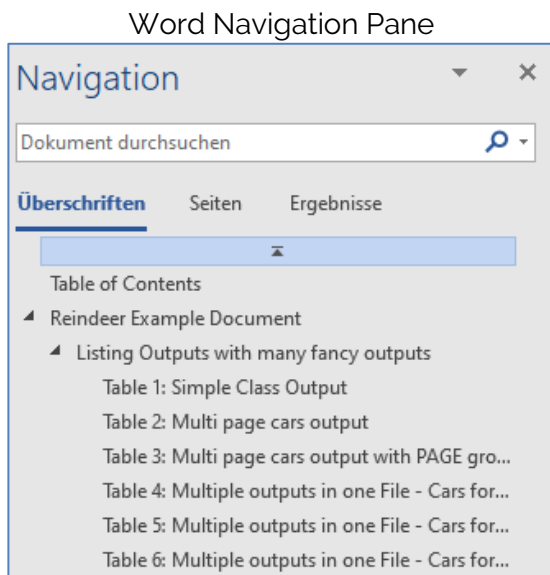 Word Navigation Pane
Navigation
Dokument durchsuchen
Überschriften Seiten Ergebnisse
Table of Contents
Reindeer Example Document
Listing Outputs with many fancy outputs
Table 1: Simple Class Output
Table 2: Multi page cars output
Table 3: Multi page cars output with PAGE gro...
Table 4: Multiple outputs in one File - Cars for...
Table 5: Multiple outputs in one File - Cars for...
Table 6: Multiple outputs in one File - Cars for...